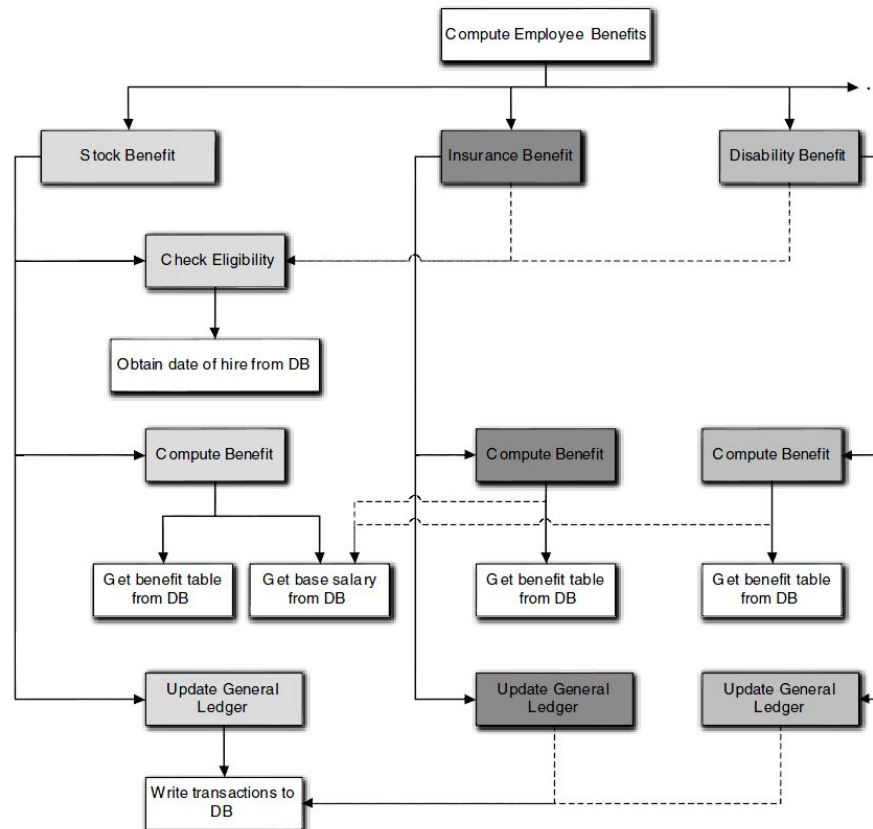 Compute Employee Benefits
Stock Benefit
Insurance Benefit
Disability Benefit
Check Eligibility
Obtain date of hire from DB
Compute Benefit
Compute Benefit
Compute Benefit
Get benefit table
from DB
Get base salary
from DB
Get benefit table
from DB
Get benefit table
from DB
Update General
Ledger
Update General
Ledger
Update General
Ledger
Write transactions to
DB